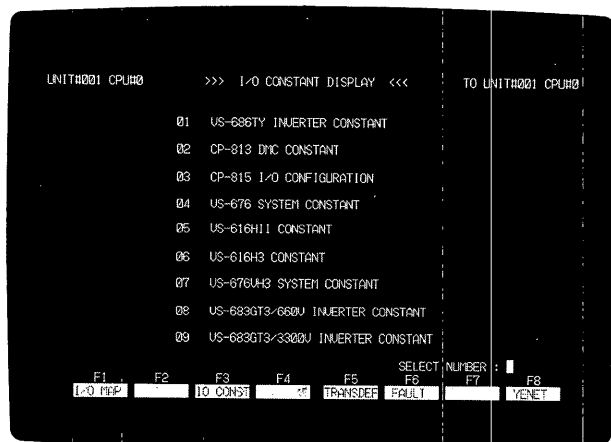 UNIT#001 CPU#0 >>> I/O CONSTANT DISPLAY <<< TO UNIT#001 CPU#0
01 VS-686TY INVERTER CONSTANT
02 CP-813 DMC CONSTANT
03 CP-815 I/O CONFIGURATION
04 VS-676 SYSTEM CONSTANT
05 VS-616HII CONSTANT
06 VS-616H3 CONSTANT
07 VS-676VH3 SYSTEM CONSTANT
08 VS-683GT3/660V INVERTER CONSTANT
09 VS-683GT3/3300V INVERTER CONSTANT
SELECT NUMBER :
F1 F2 F3 F4 F5 F6 F7 F8
I/O MAP IO CONST TRANSDEF FAULT YENET